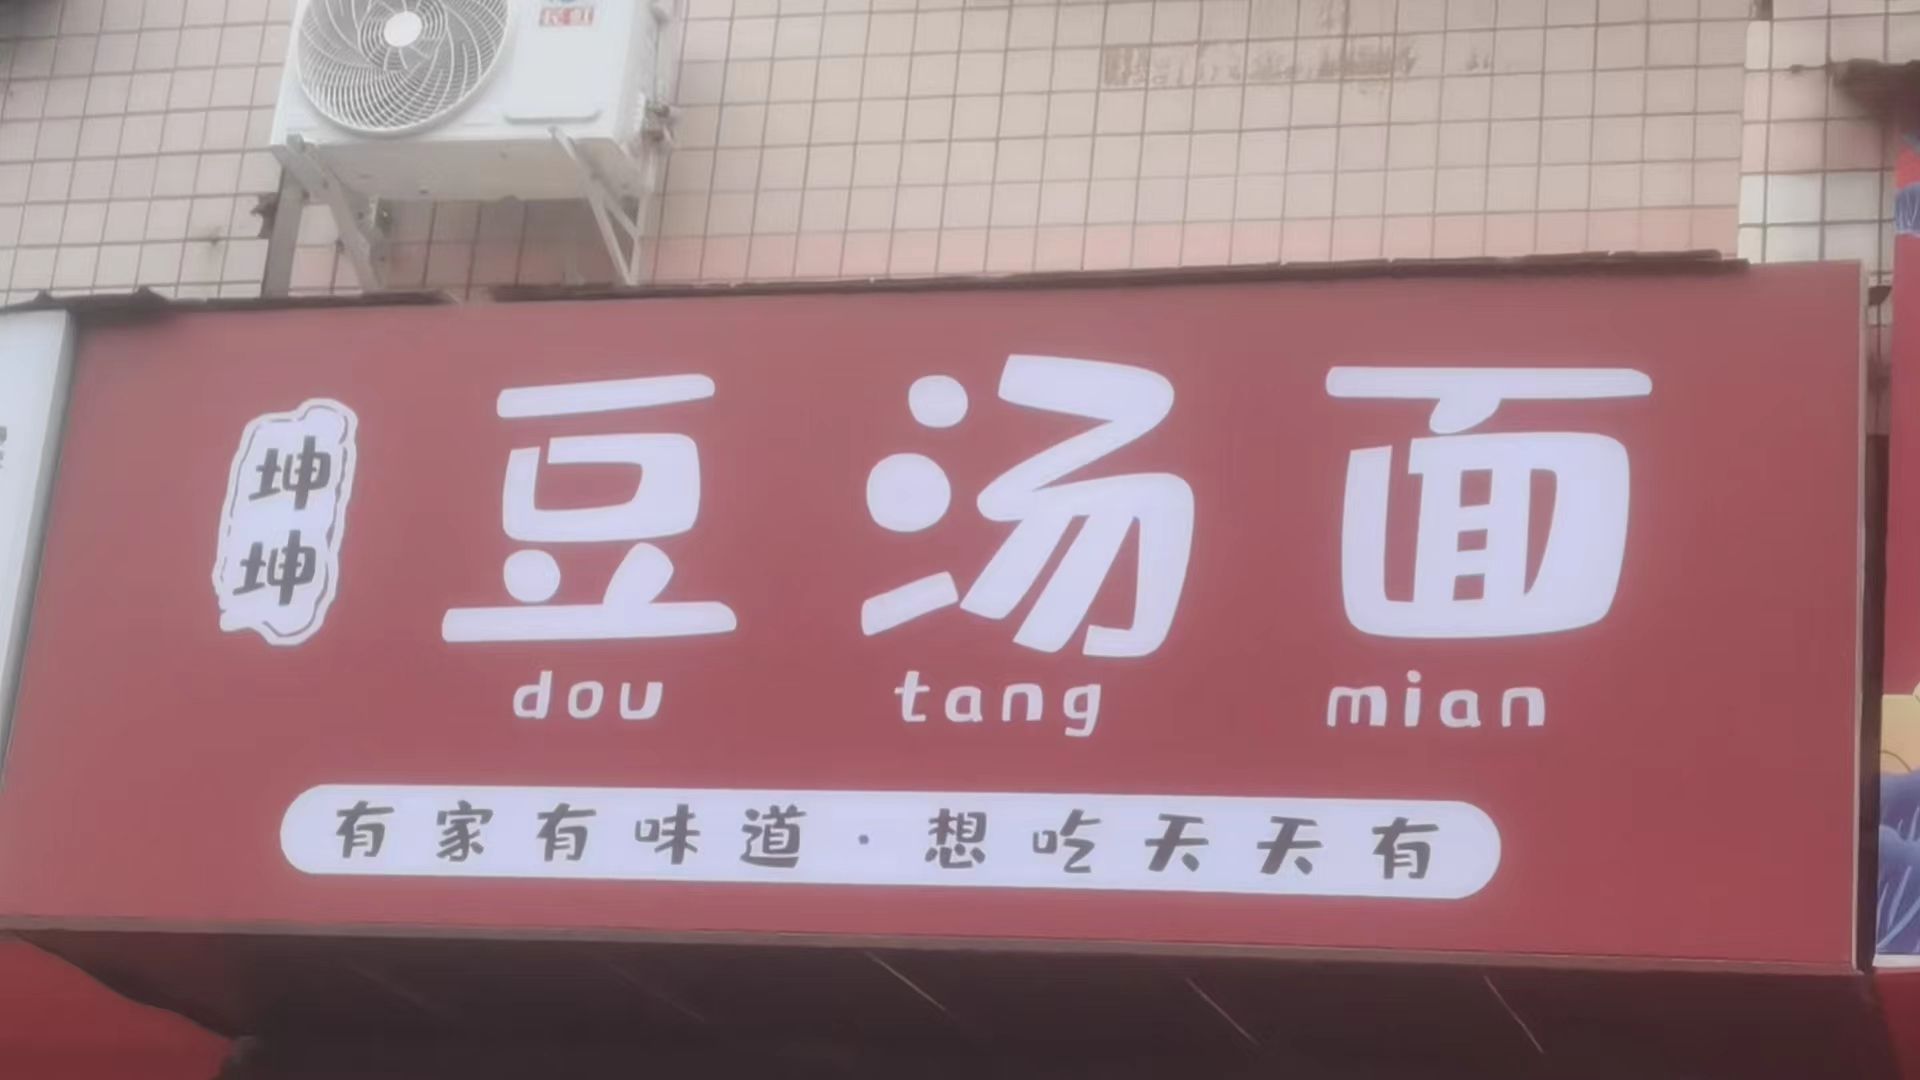 坤坤
豆汤面
dou tang mian
有家有味道·想吃天天有